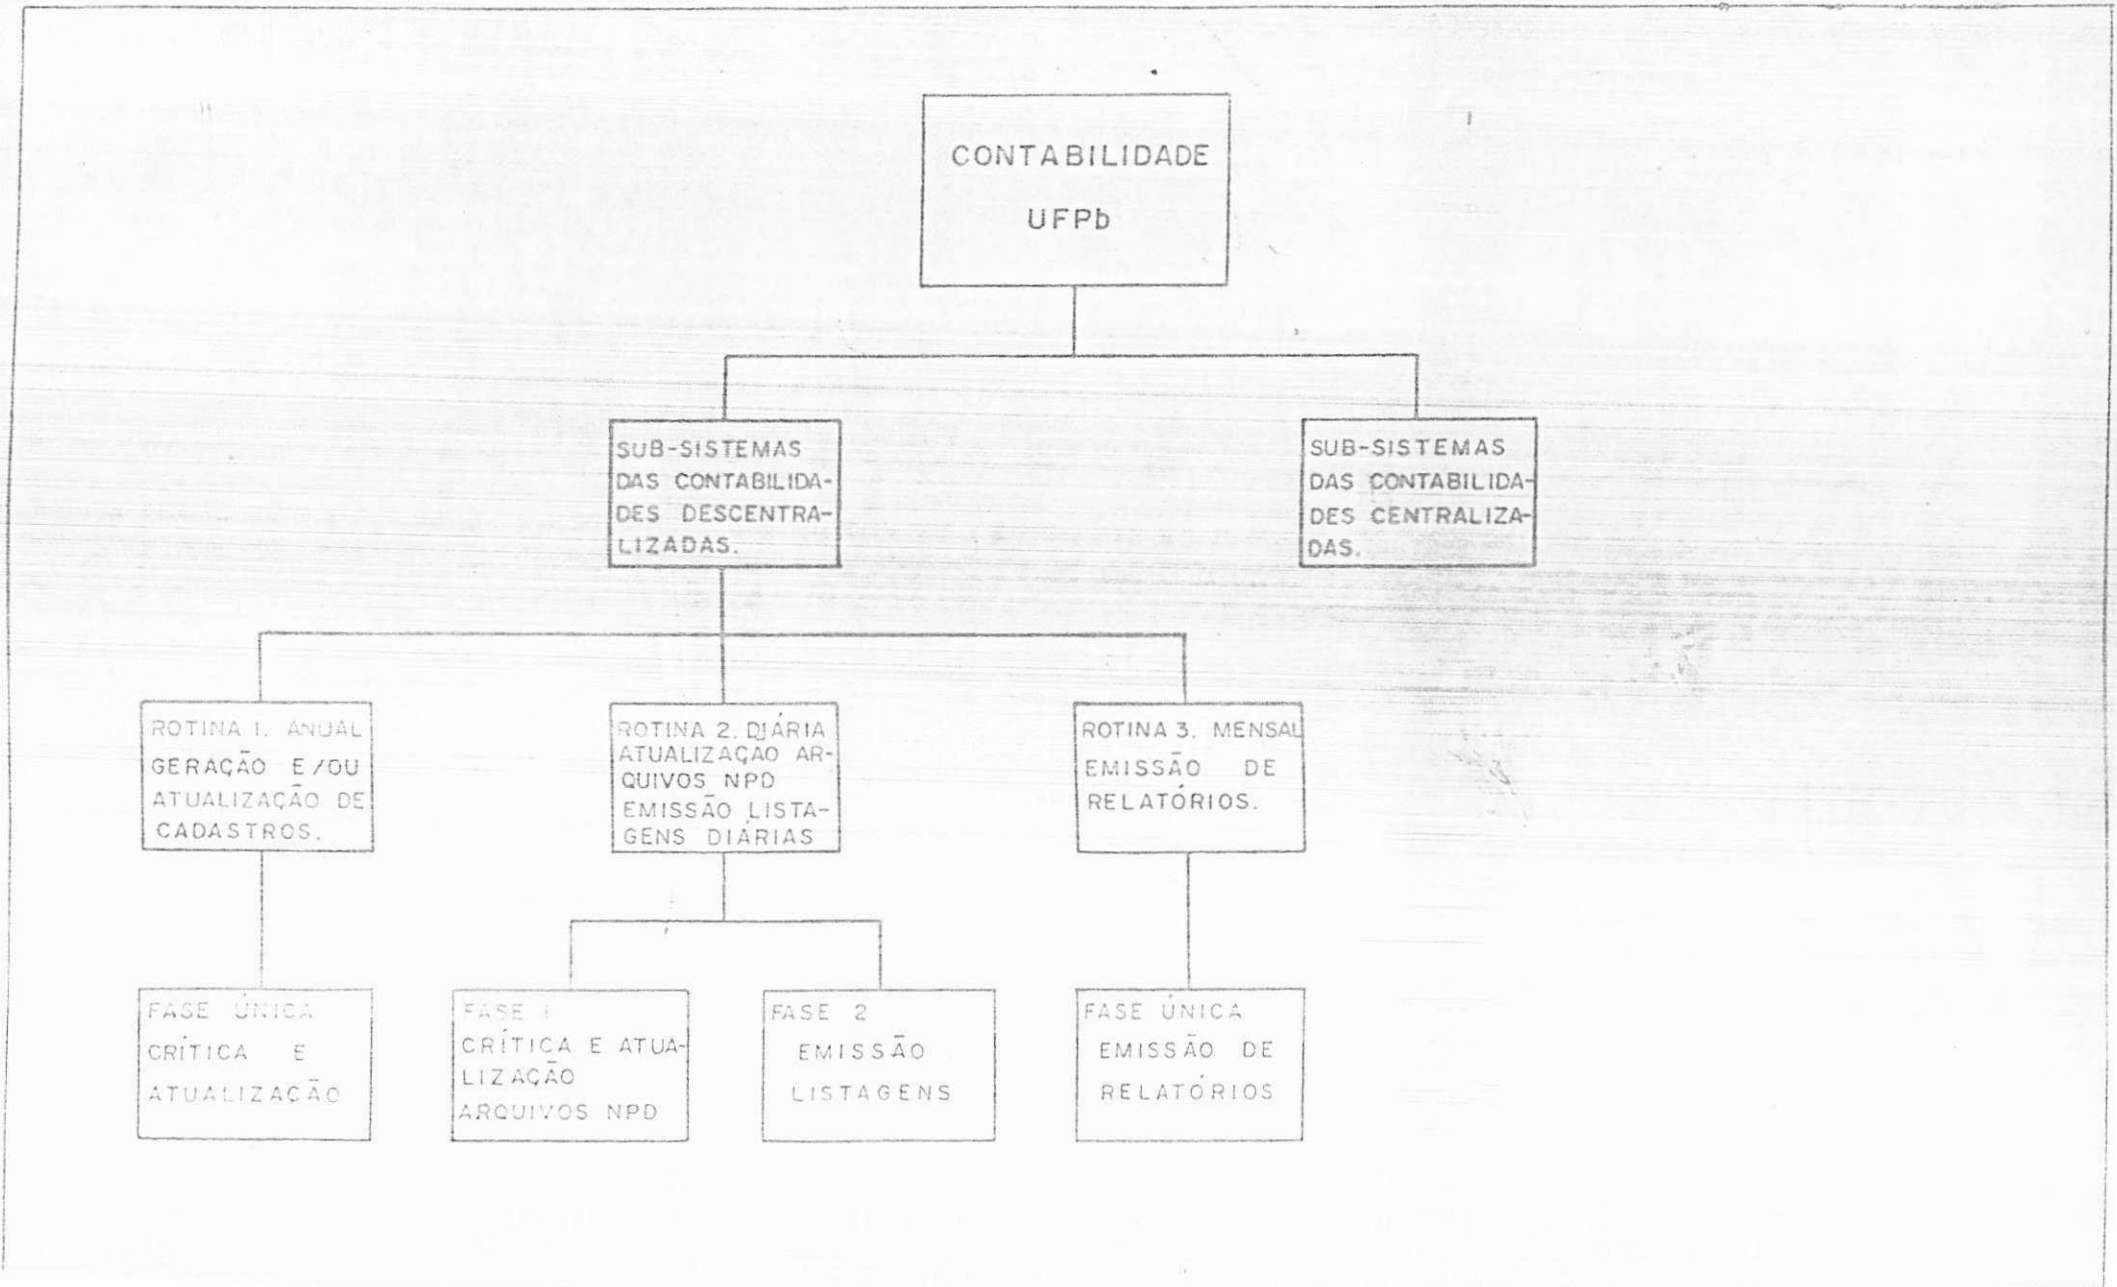 CONTABILIDADE
UFPb
SUB-SISTEMAS
DAS CONTABILIDA-
DES DESCENTRA-
LIZADAS.
SUB-SISTEMAS
DAS CONTABILIDA-
DES CENTRALIZA-
DAS.
ROTINA 1. ANUAL
GERAÇÃO E/OU
ATUALIZAÇÃO DE
CADASTROS.
ROTINA 2. DIÁRIA
ATUALIZAÇÃO AR-
QUIVOS NPD
EMISSÃO LISTA-
GENS DIÁRIAS
ROTINA 3. MENSAL
EMISSÃO DE
RELATÓRIOS.
FASE ÚNICA
CRÍTICA E
ATUALIZAÇÃO
FASE 1
CRÍTICA E ATUA-
LIZAÇÃO
ARQUIVOS NPD
FASE 2
EMISSÃO
LISTAGENS
FASE ÚNICA
EMISSÃO DE
RELATÓRIOS